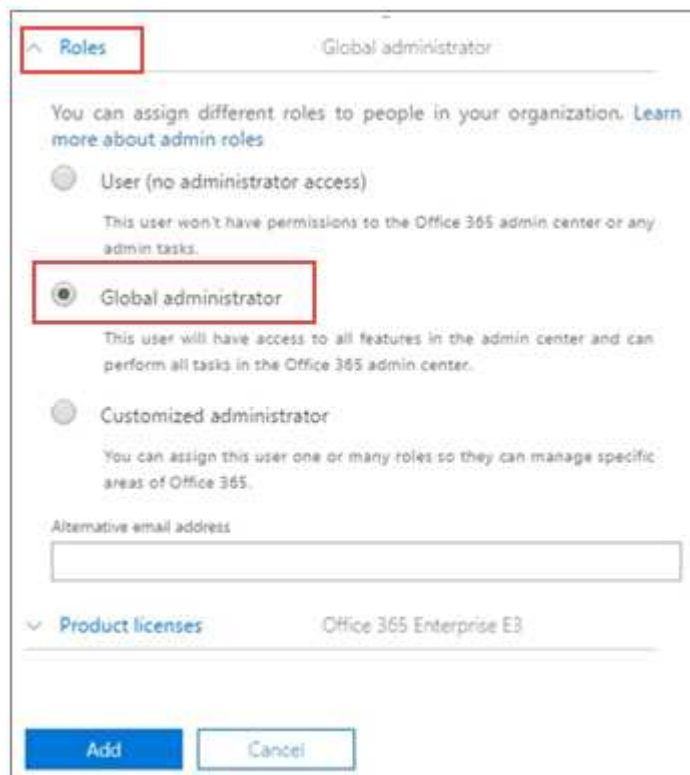 Roles Global administrator
You can assign different roles to people in your organization. Learn
more about admin roles
User (no administrator access)
This user won't have permissions to the Office 365 admin center or any
admin tasks.
Global administrator
This user will have access to all features in the admin center and can
perform all tasks in the Office 365 admin center.
Customized administrator
You can assign this user one or many roles so they can manage specific
areas of Office 365.
Alternative email address
Product licenses Office 365 Enterprise E3
Add Cancel